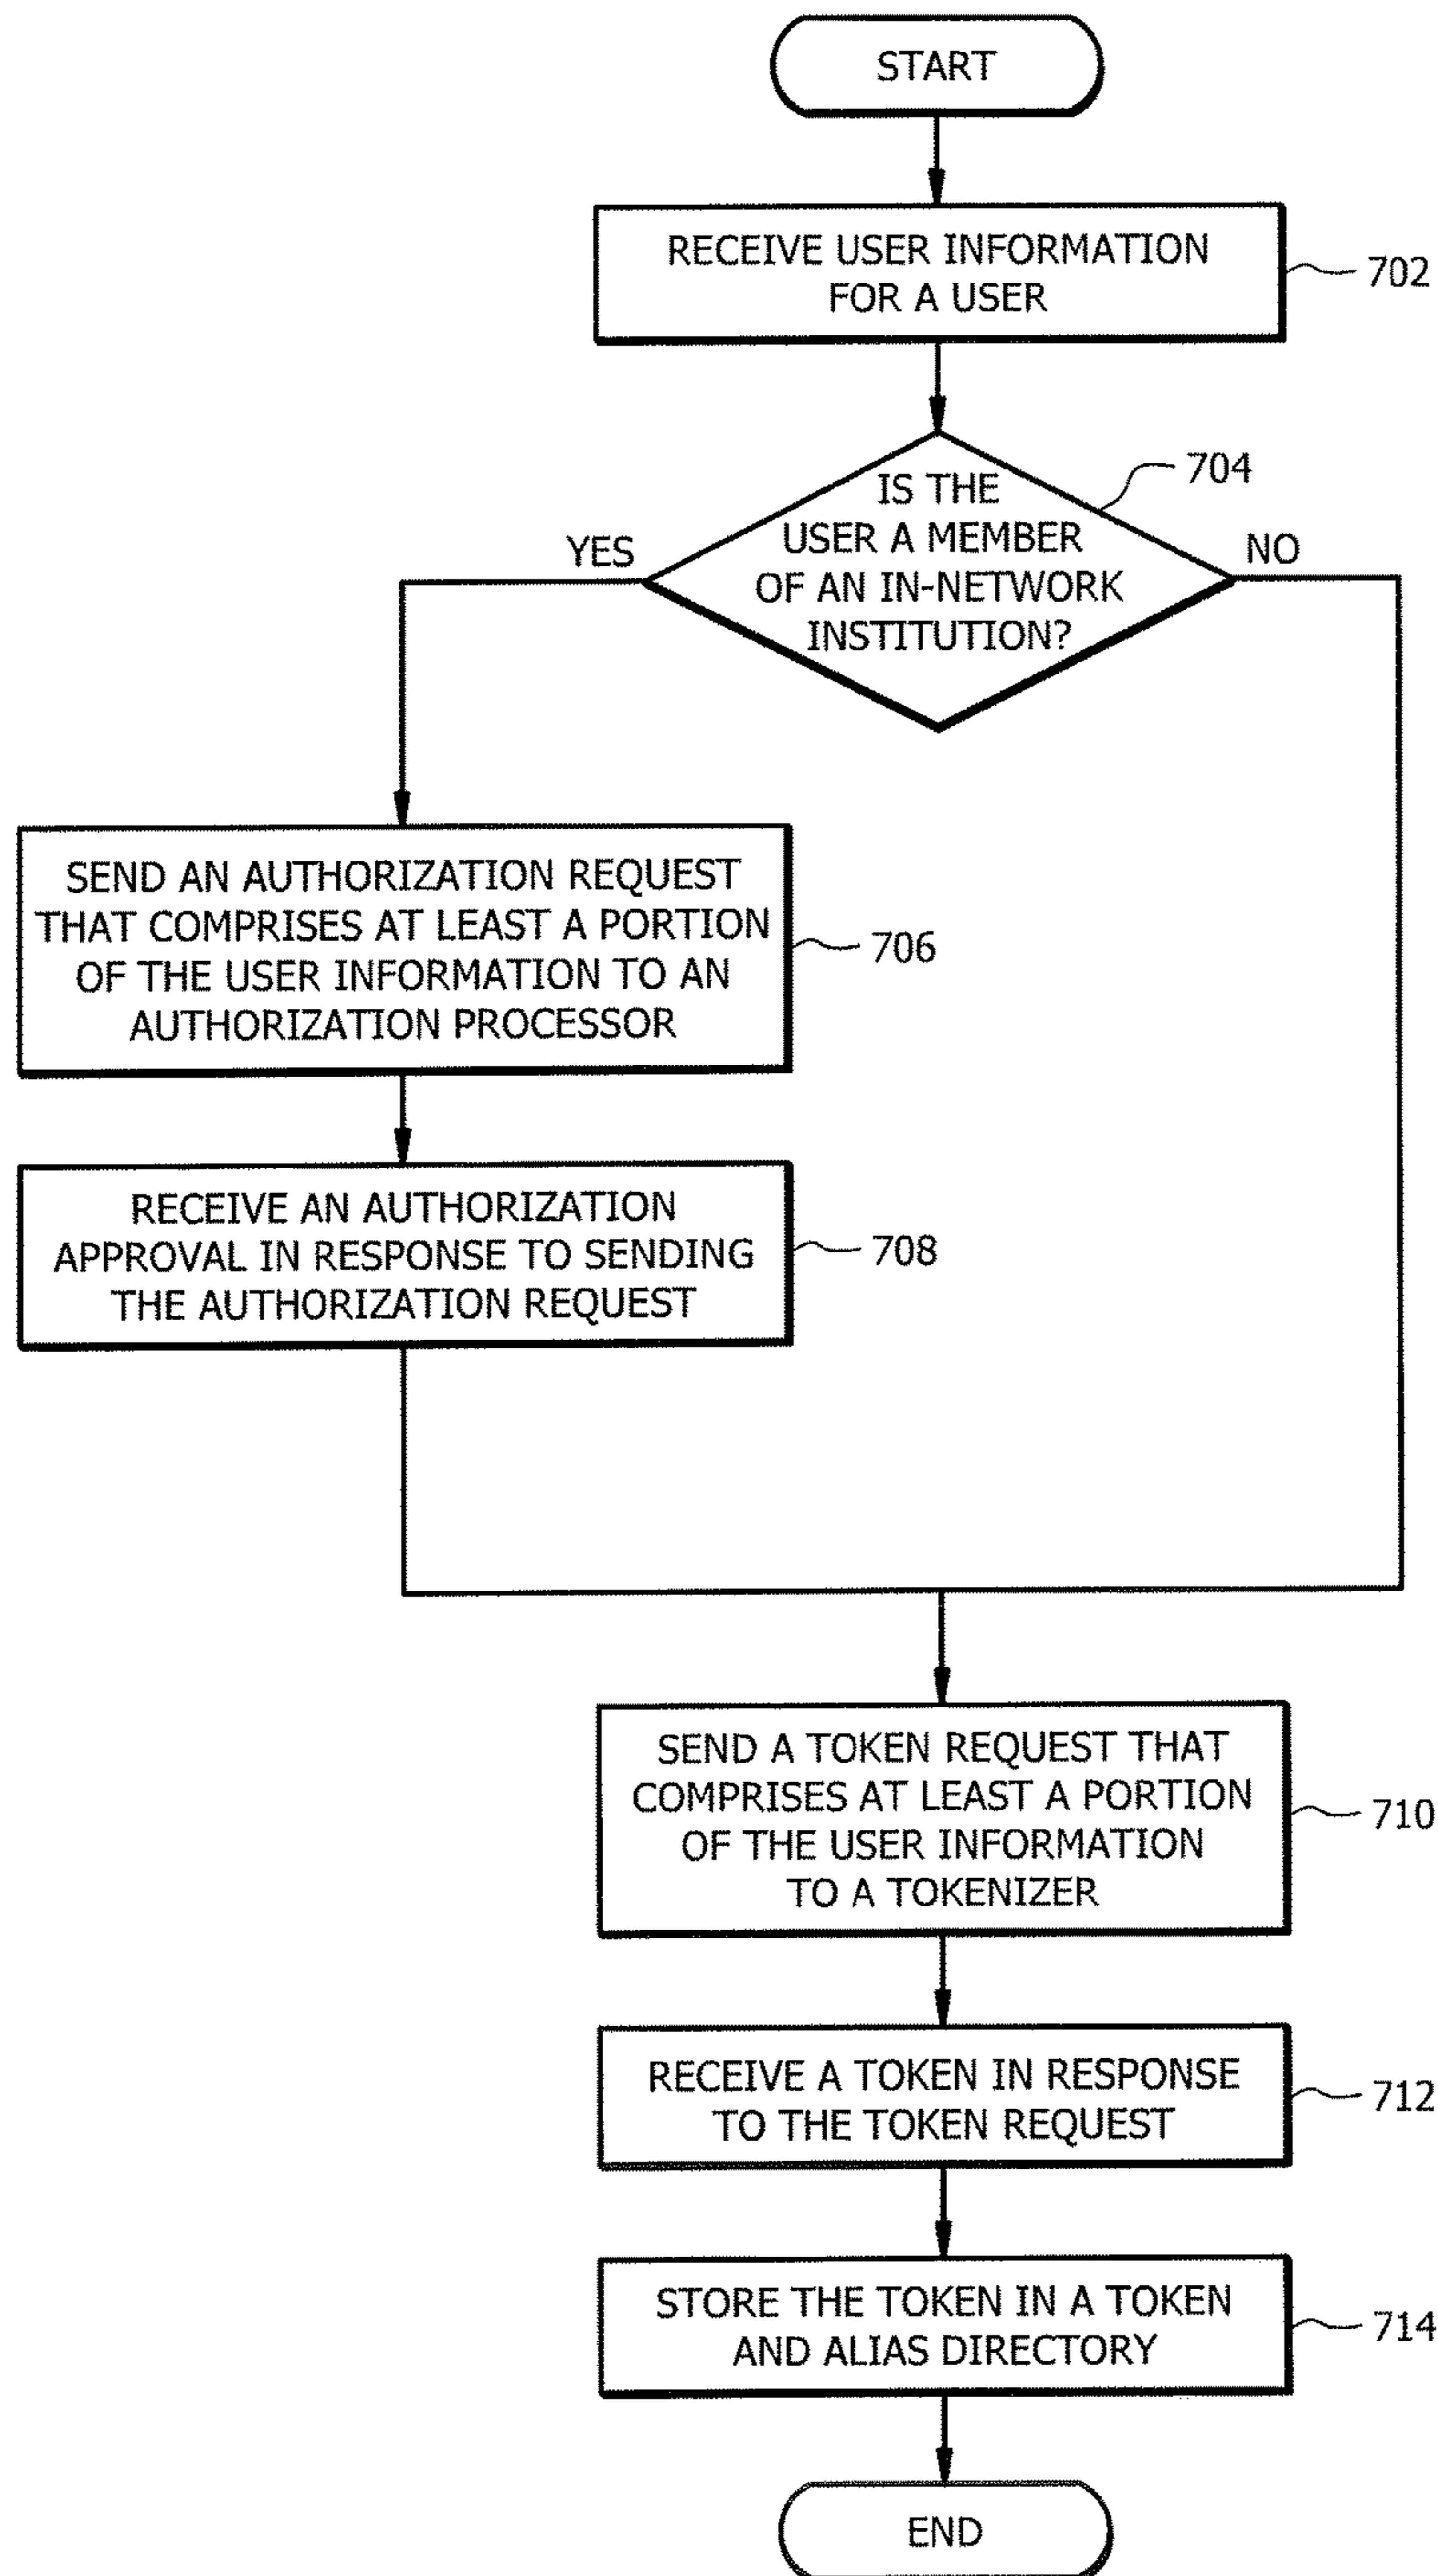 START
RECEIVE USER INFORMATION
FOR A USER
702
704
IS THE
USER A MEMBER
OF AN IN-NETWORK
INSTITUTION?
YES
NO
SEND AN AUTHORIZATION REQUEST
THAT COMPRISES AT LEAST A PORTION
OF THE USER INFORMATION TO AN
AUTHORIZATION PROCESSOR
706
RECEIVE AN AUTHORIZATION
APPROVAL IN RESPONSE TO SENDING
THE AUTHORIZATION REQUEST
708
SEND A TOKEN REQUEST THAT
COMPRISES AT LEAST A PORTION
OF THE USER INFORMATION
TO A TOKENIZER
710
RECEIVE A TOKEN IN RESPONSE
TO THE TOKEN REQUEST
712
STORE THE TOKEN IN A TOKEN
AND ALIAS DIRECTORY
714
END